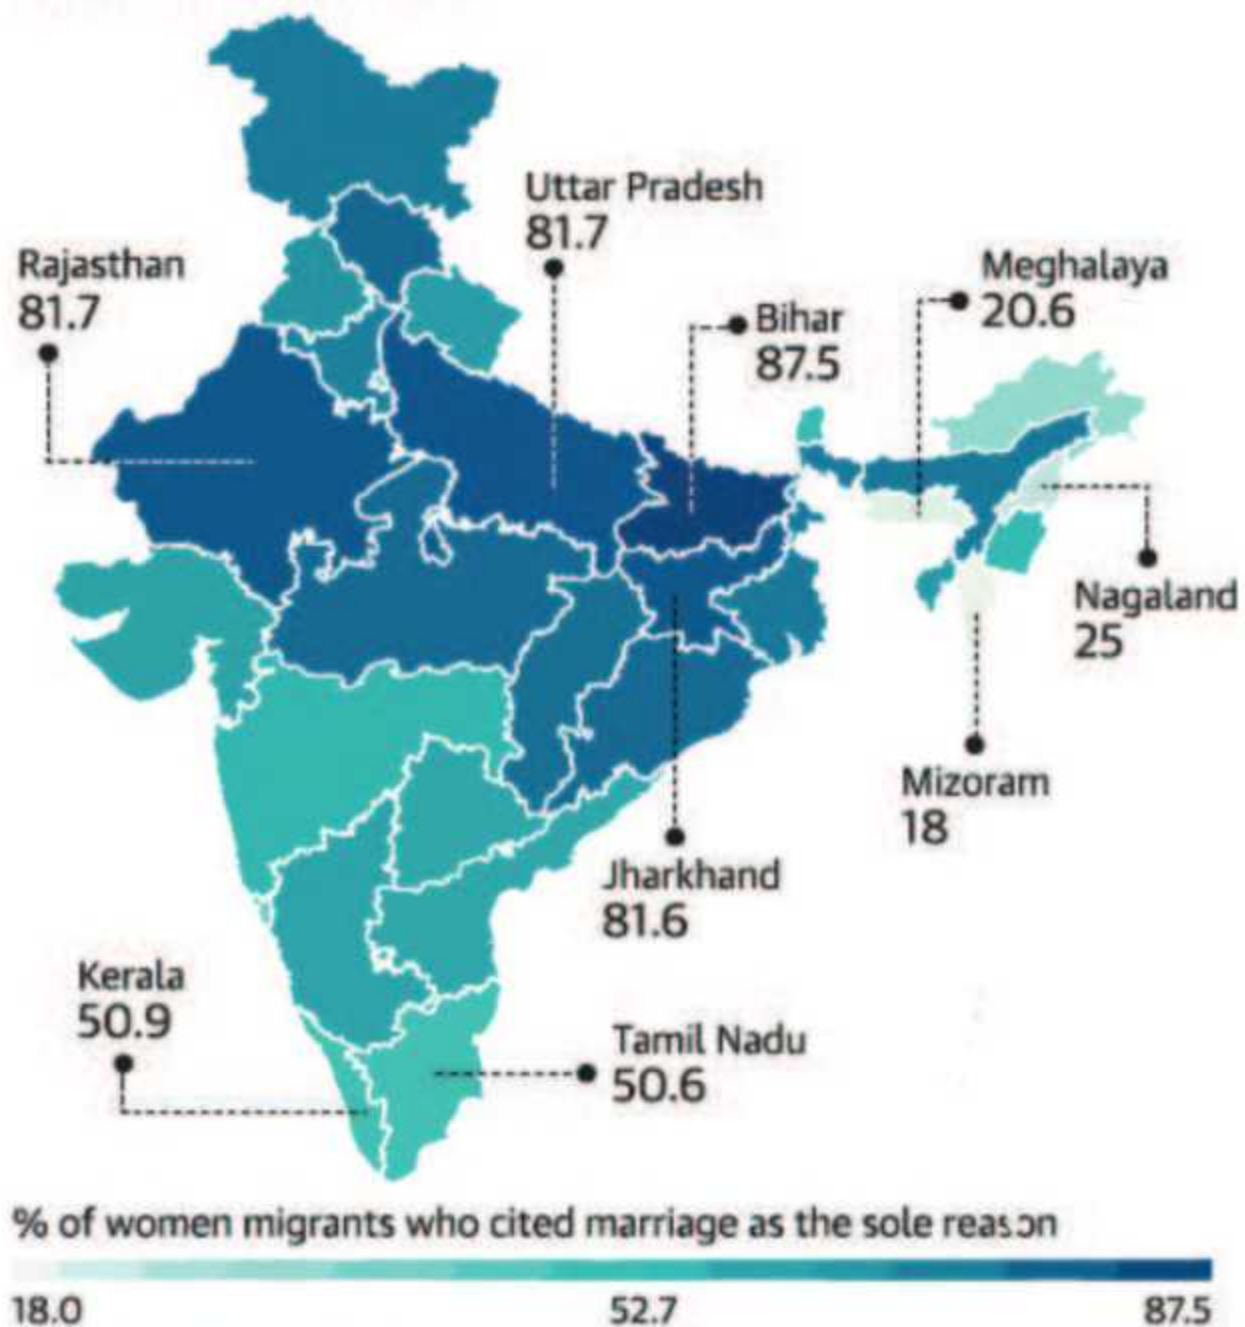 Uttar Pradesh
81.7
Rajasthan
81.7
Meghalaya
20.6
Bihar
87.5
Nagaland
25
Mizoram
18
Jharkhand
81.6
Kerala
50.9
Tamil Nadu
50.6
% of women migrants who cited marriage as the sole reason
18.0 52.7 87.5